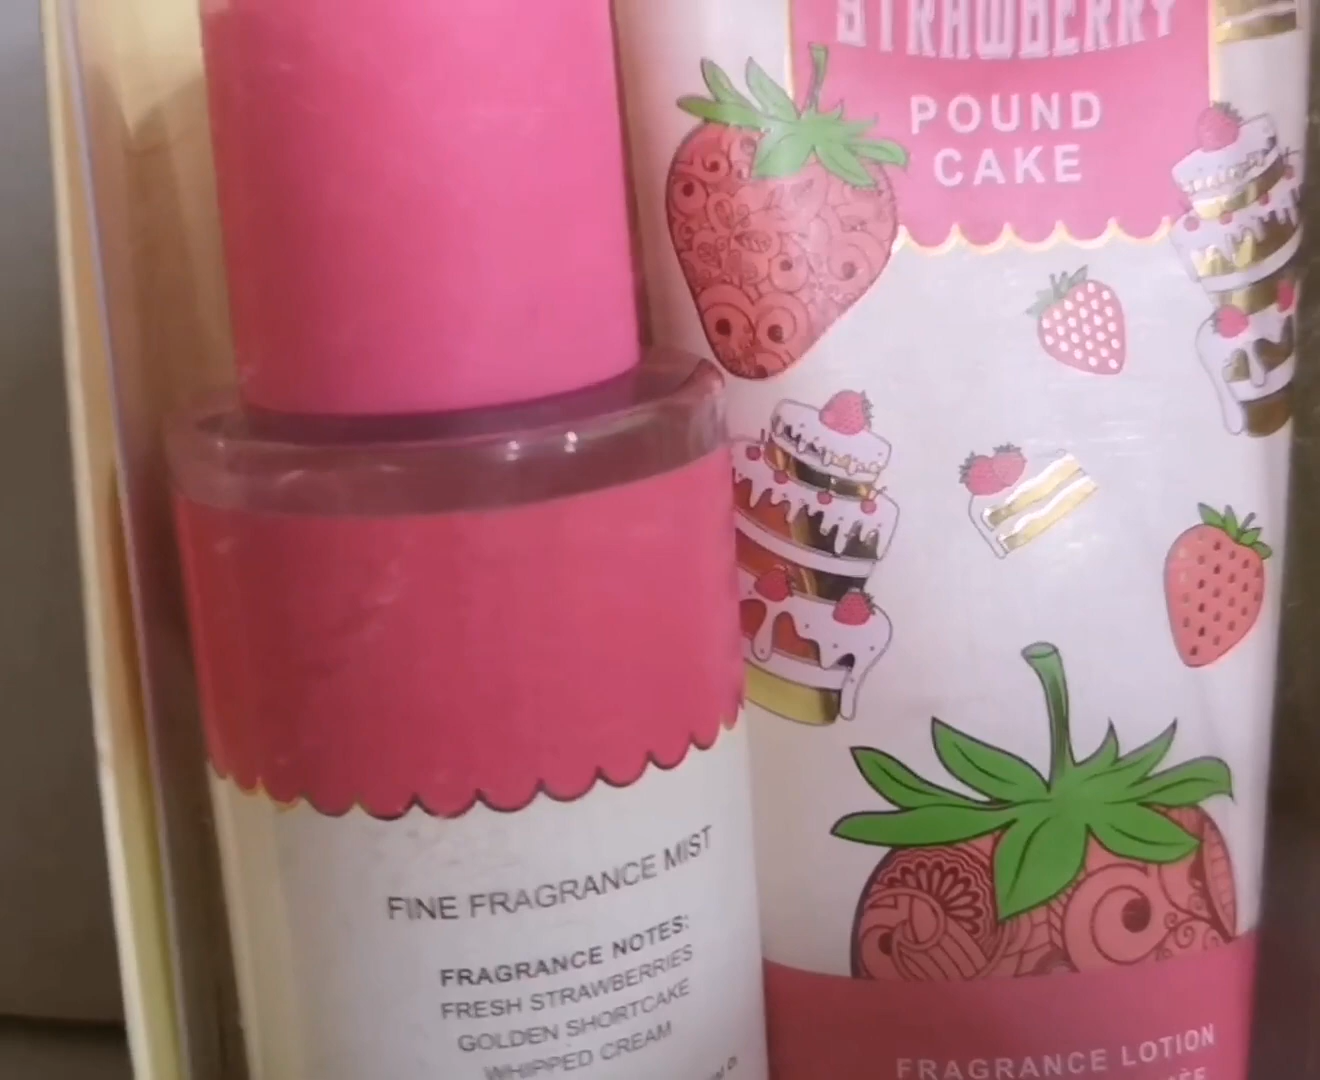 STRAWBERRY
POUND
CAKE
FINE FRAGRANCE MIST
FRAGRANCE NOTES:
FRESH STRAWBERRIES
GOLDEN SHORTCAKE
WHIPPED CREAM
FRAGRANCE LOTION